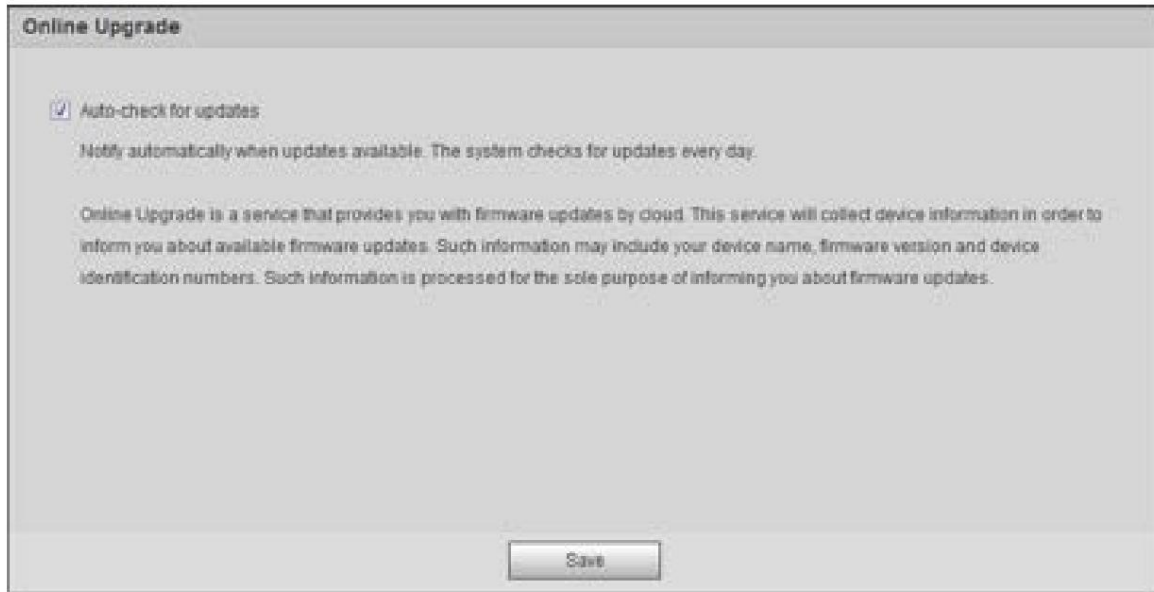 Online Upgrade
Auto-check for updates
Notify automatically when updates available. The system checks for updates every day.
Online Upgrade is a service that provides you with firmware updates by cloud. This service will collect device information in order to
inform you about available firmware updates. Such information may include your device name, firmware version and device
identification numbers. Such information is processed for the sole purpose of informing you about firmware updates.
Save